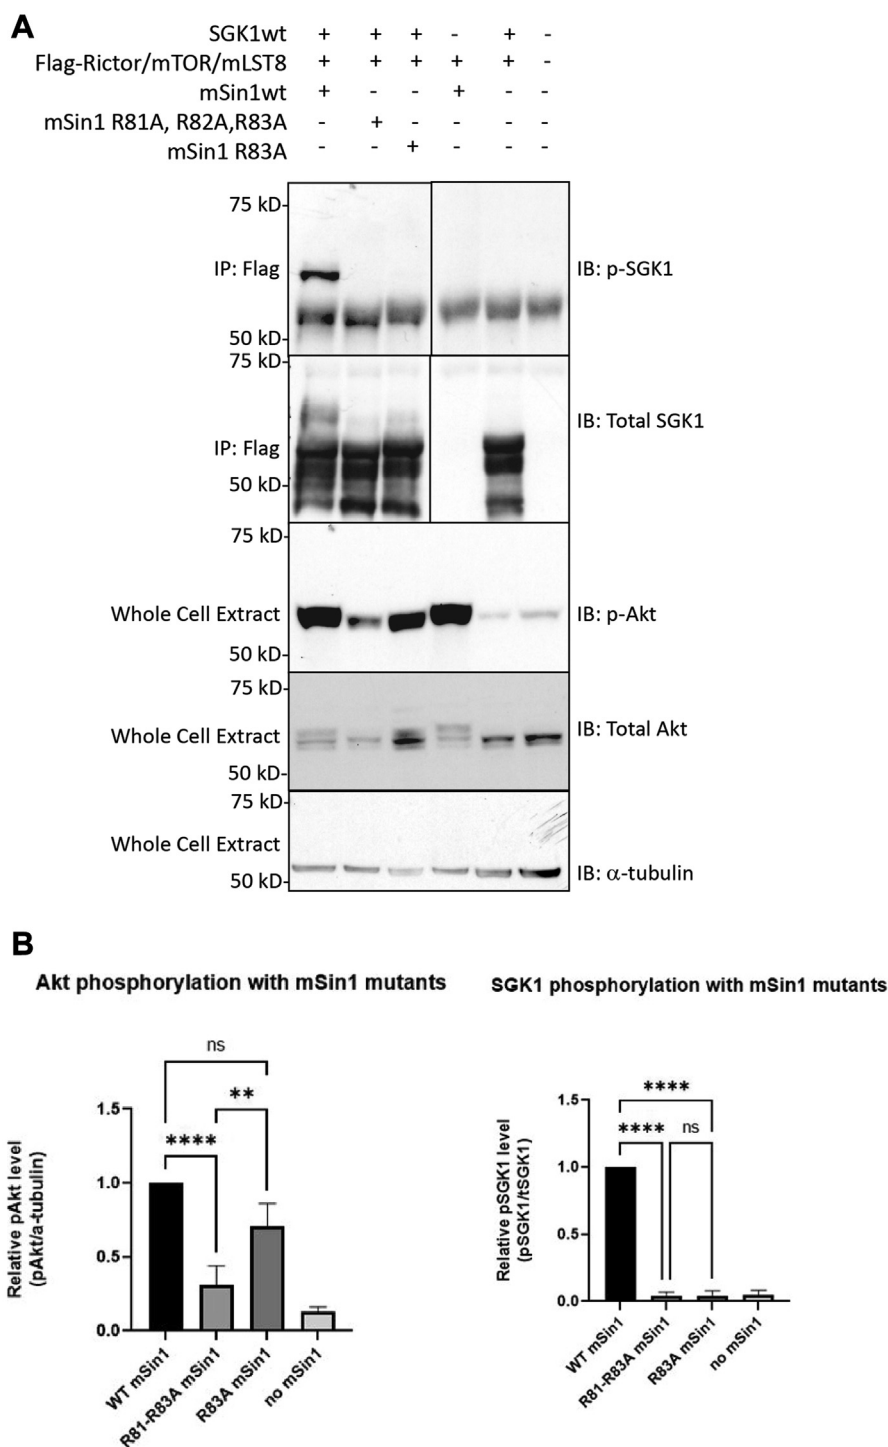 A
SGK1wt + + + - + -
Flag-Rictor/mTOR/mLST8 + + + + + -
mSin1wt + - - + - -
mSin1 R81A, R82A,R83A - + - - - -
mSin1 R83A - - + - - -
75 kD-
IP: Flag
IB: p-SGK1
50 kD-
75 kD-
IB: Total SGK1
IP: Flag
50 kD-
75 kD-
Whole Cell Extract
IB: p-Akt
50 kD-
75 kD-
Whole Cell Extract
IB: Total Akt
50 kD-
75 kD-
Whole Cell Extract
IB: α-tubulin
50 kD-
B
Akt phosphorylation with mSin1 mutants
ns
**
****
1.5
1.0
0.5
0.0
Relative pAkt level
(pAkt/a-tubulin)
WT mSin1
R81-R83A mSin1
R83A mSin1
no mSin1
SGK1 phosphorylation with mSin1 mutants
****
**** ns
1.5
1.0
0.5
0.0
Relative pSGK1 level
(pSGK1/tSGK1)
WT mSin1
R81-R83A mSin1
R83A mSin1
no mSin1